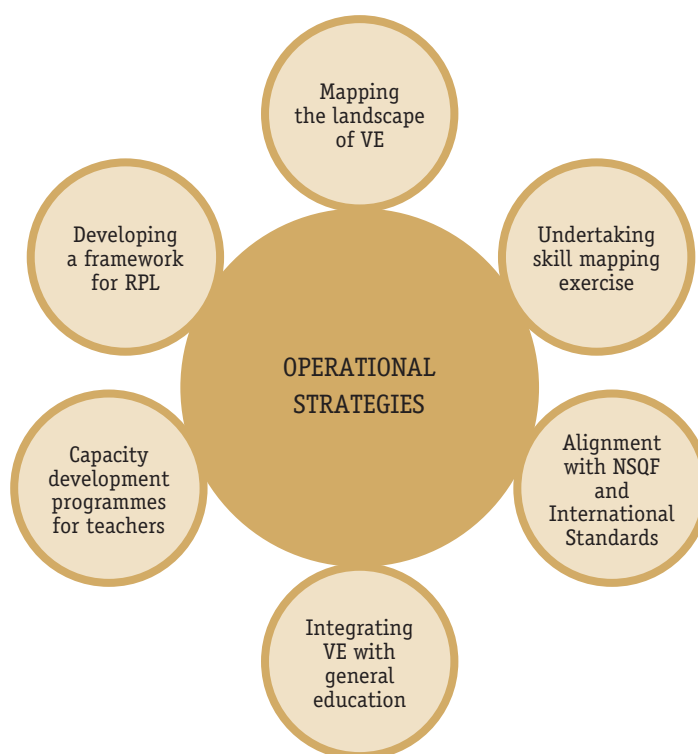 Mapping
the landscape
of VE
Undertaking
skill mapping
exercise
Alignment
with NSQF
and
International
Standards
Integrating
VE with
general
education
Capacity
development
programmes
for teachers
Developing
a framework
for RPL
OPERATIONAL
STRATEGIES